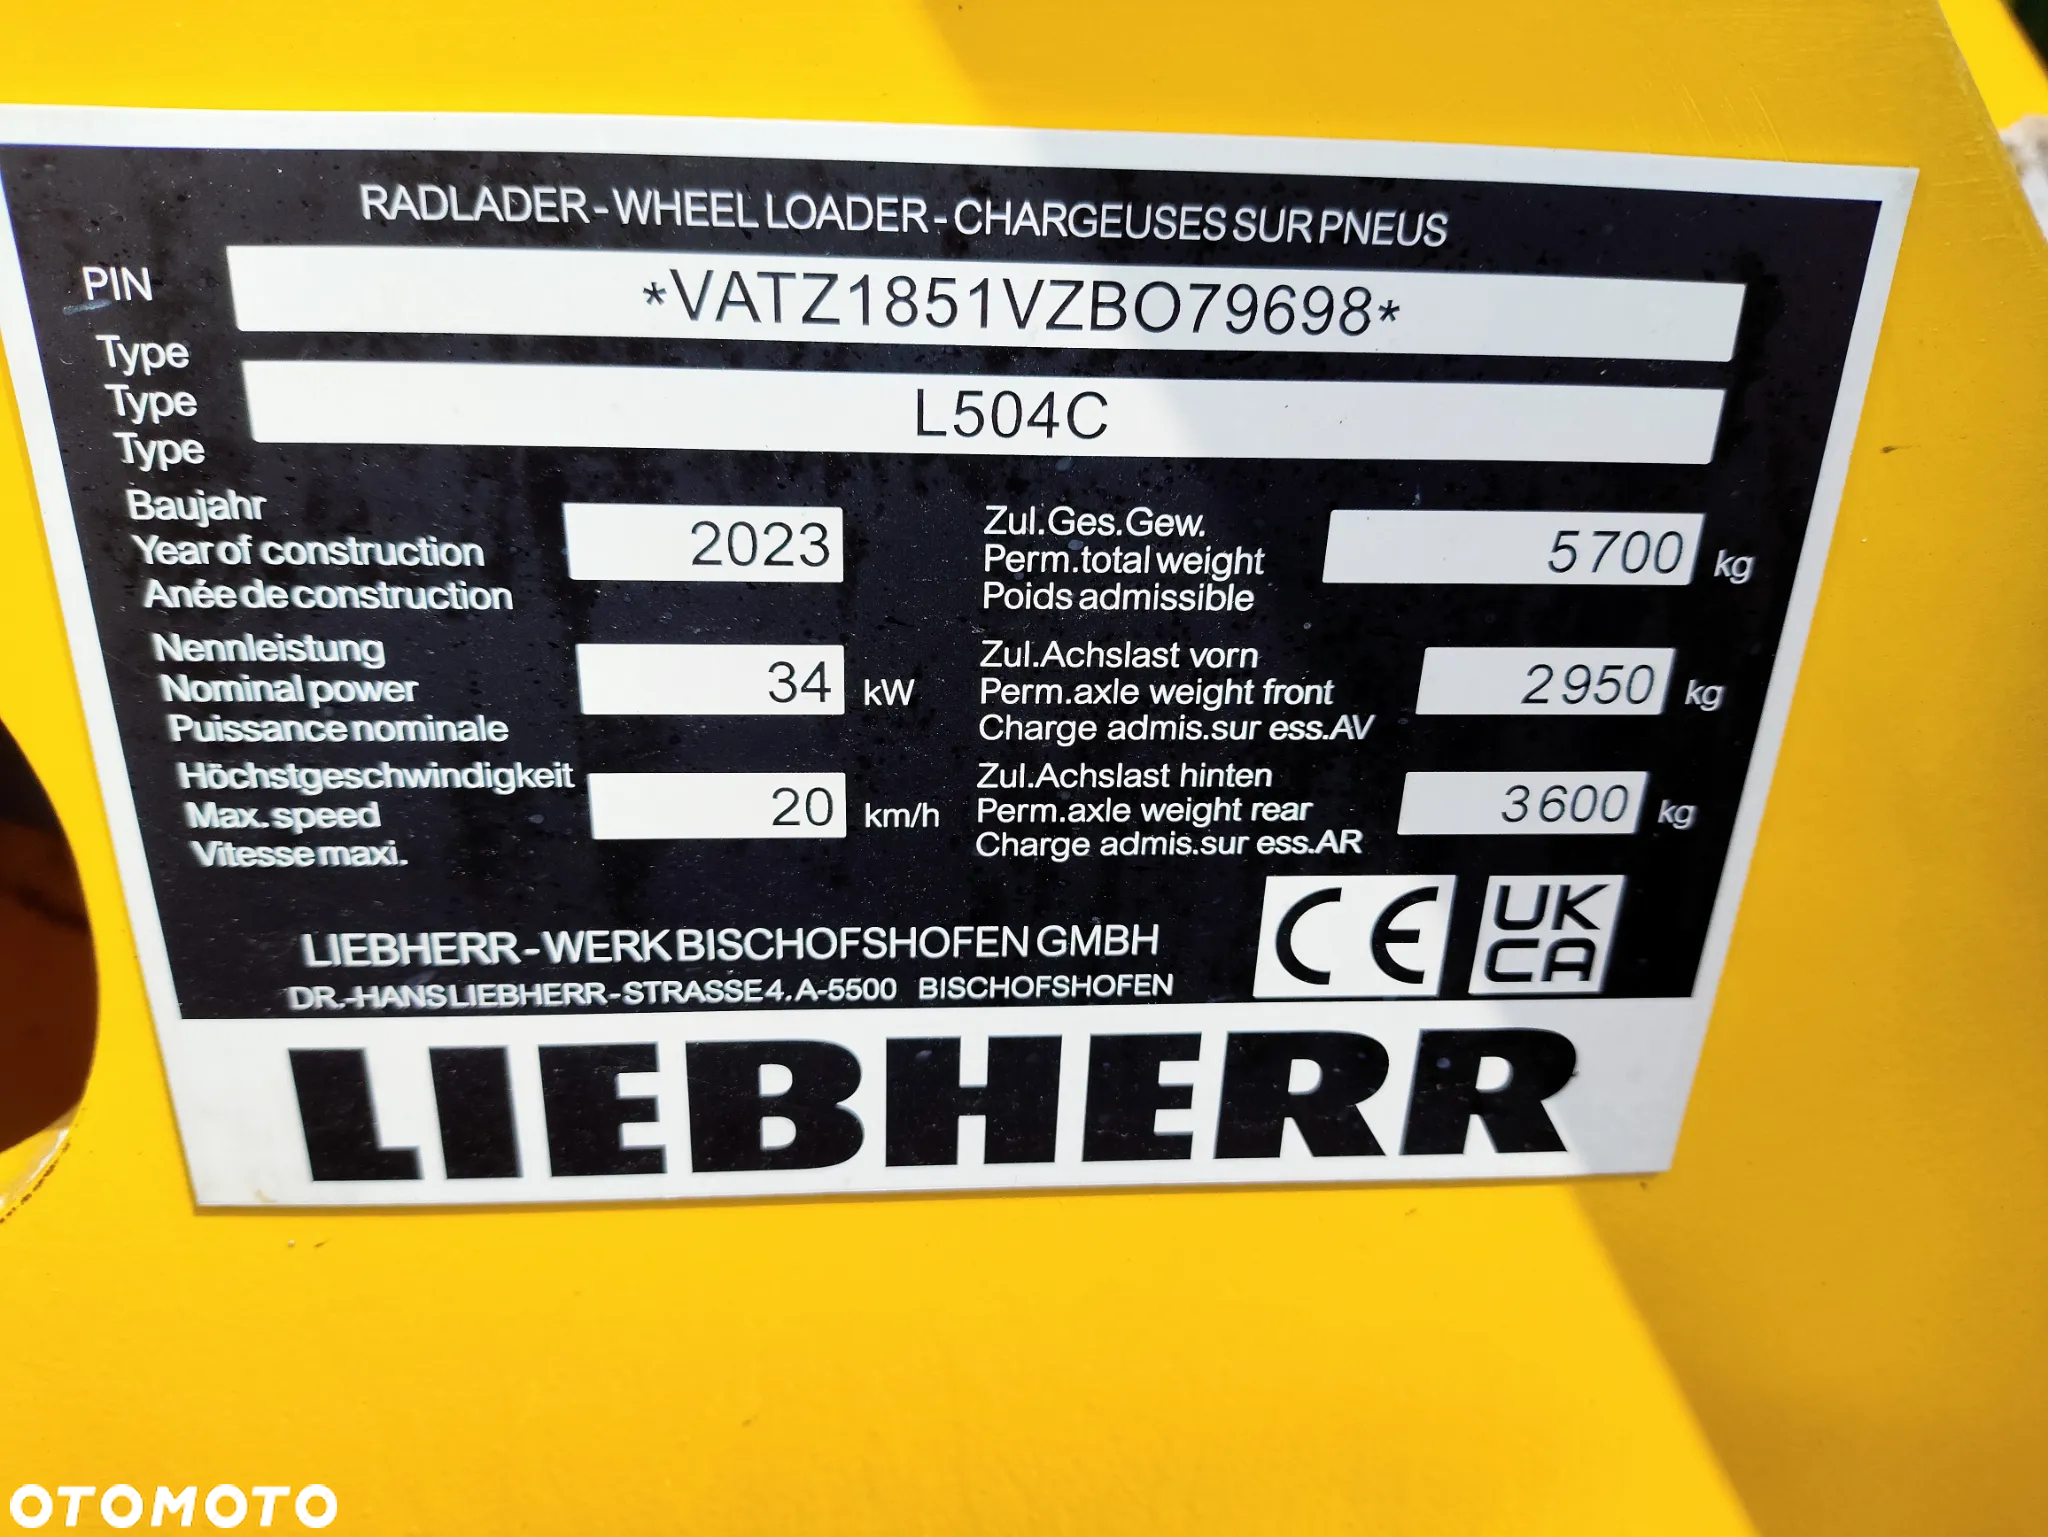 RADLADER-WHEEL LOADER-CHARGEUSES SUR PNEUS
PIN *VATZ1851VZBO79698*
Type
Type L504C
Type
Baujahr
Year of construction 2023
Anée de construction
Zul.Ges.Gew.
Perm.total weight 5700 kg
Poids admissible
Nennleistung
Nominal power 34 kW
Puissance nominale
Zul.Achslast vorn
Perm.axle weight front 2950 kg
Charge admis.sur ess.AV
Höchstgeschwindigkeit
Max. speed 20 km/h
Vitesse maxi.
Zul.Achslast hinten
Perm.axle weight rear 3600 kg
Charge admis.sur ess.AR
LIEBHERR-WERK BISCHOFSHOFEN GMBH
DR.-HANS LIEBHERR-STRASSE 4. A-5500 BISCHOFSHOFEN
CE
UK
CA
LIEBHERR
OTOMOTO